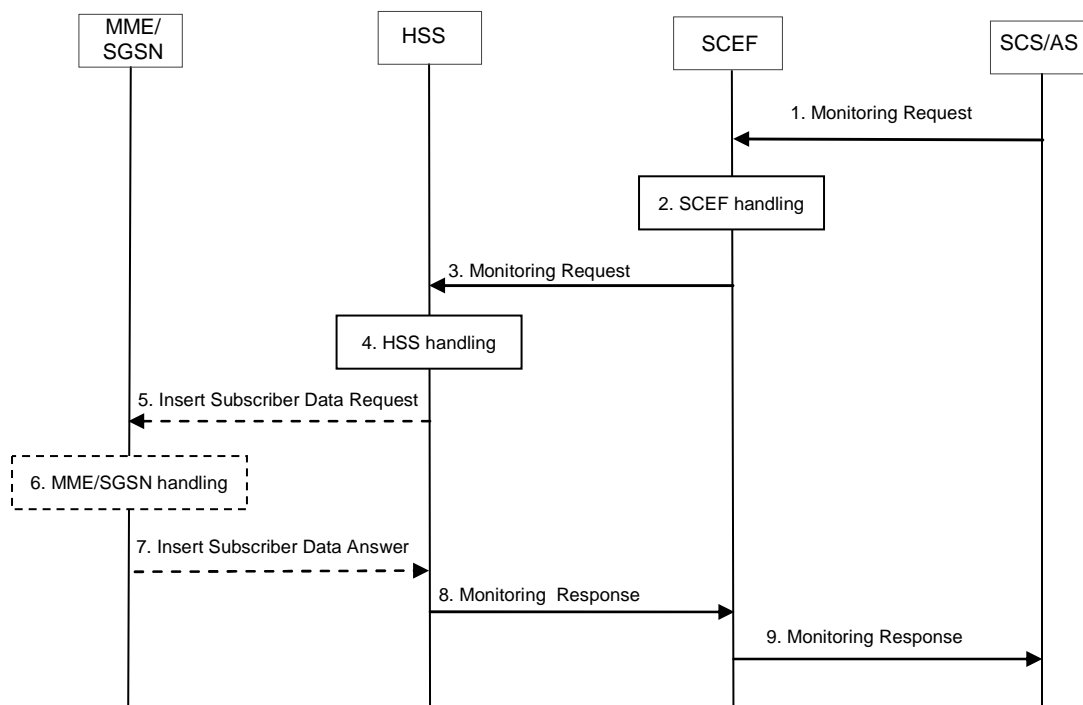 MME/
SGSN
HSS
SCEF
SCS/AS
1. Monitoring Request
2. SCEF handling
3. Monitoring Request
4. HSS handling
5. Insert Subscriber Data Request
6. MME/SGSN handling
7. Insert Subscriber Data Answer
8. Monitoring Response
9. Monitoring Response